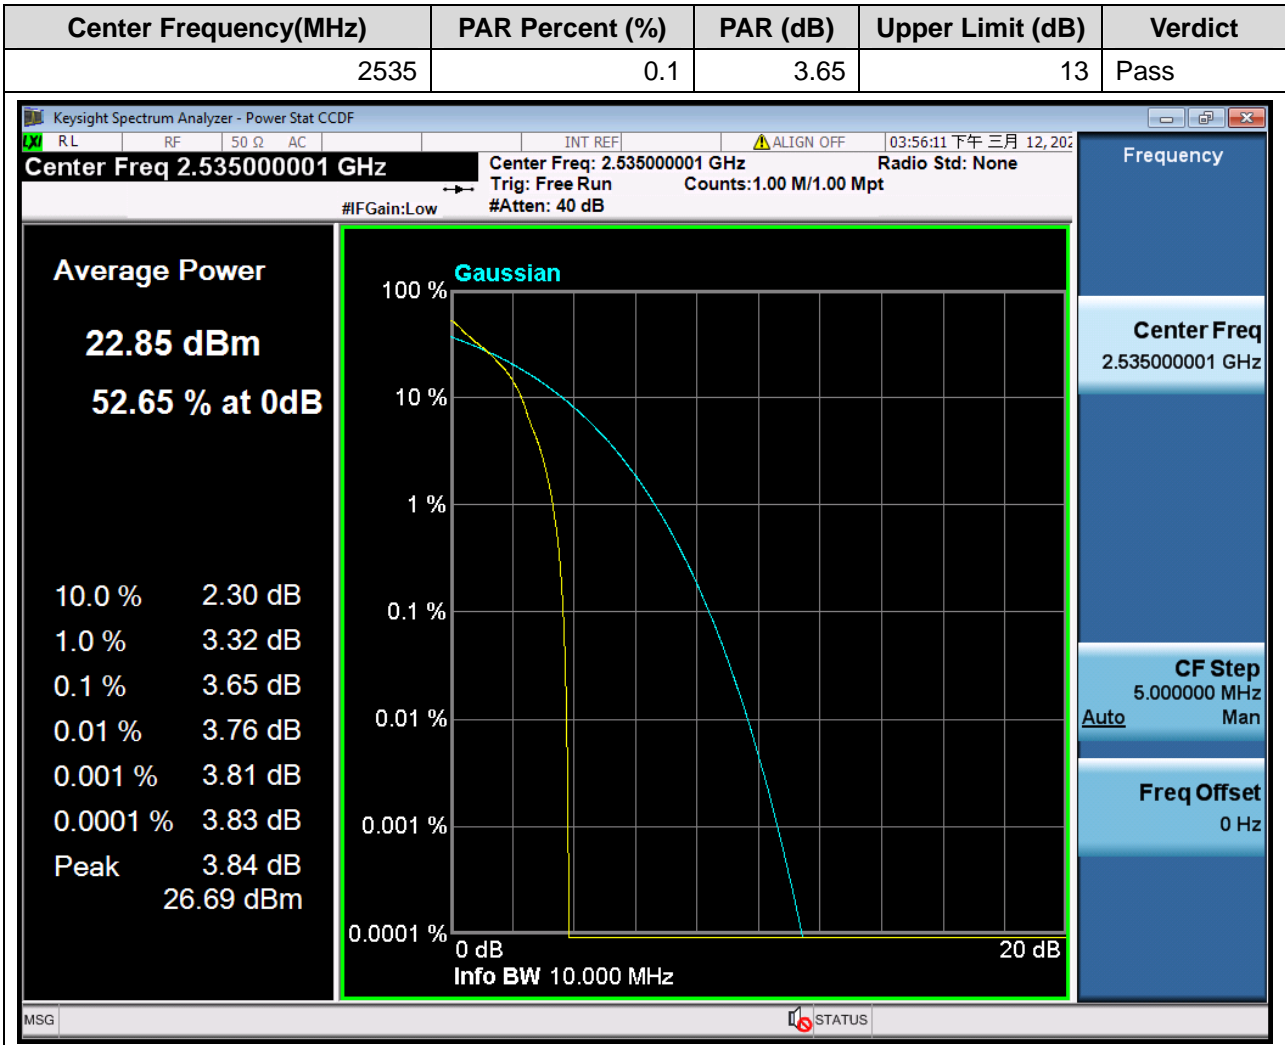 Center Frequency(MHz) PAR Percent (%) PAR (dB) Upper Limit (dB) Verdict
2535 0.1 3.65 13 Pass
Keysight Spectrum Analyzer - Power Stat CCDF
LXI RL RF 50 Ω AC INT REF ALIGN OFF 03:56:11 下午 三月 12, 202
Center Freq 2.535000001 GHz
Center Freq: 2.535000001 GHz Radio Std: None
Trig: Free Run Counts:1.00 M/1.00 Mpt
#IFGain:Low #Atten: 40 dB
Frequency
Average Power
22.85 dBm
52.65 % at 0dB
10.0 % 2.30 dB
1.0 % 3.32 dB
0.1 % 3.65 dB
0.01 % 3.76 dB
0.001 % 3.81 dB
0.0001 % 3.83 dB
Peak 3.84 dB
26.69 dBm
Gaussian
100 %
10 %
1 %
0.1 %
0.01 %
0.001 %
0.0001 %
0 dB 20 dB
Info BW 10.000 MHz
Center Freq
2.535000001 GHz
CF Step
5.000000 MHz
Auto Man
Freq Offset
0 Hz
MSG STATUS